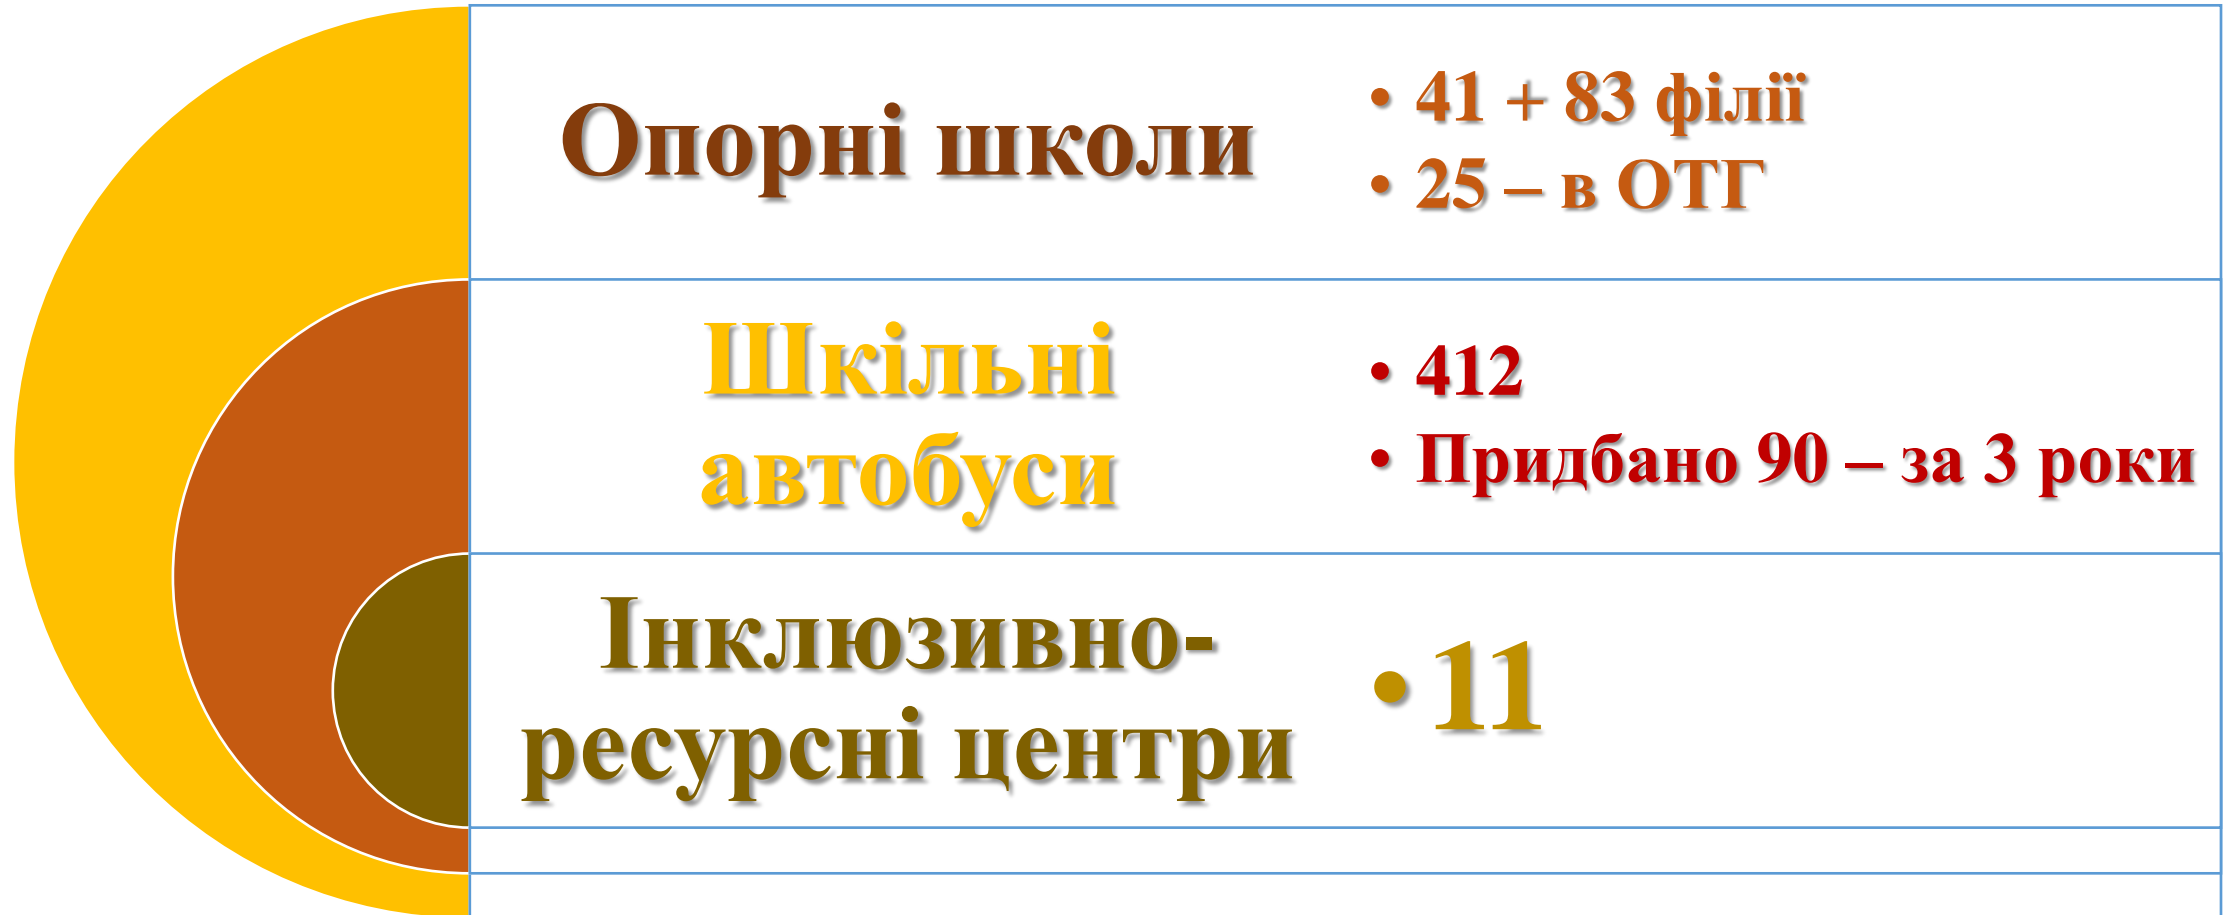 Опорні школи
• 41 + 83 філії
• 25 – в ОТГ
Шкільні
автобуси
• 412
• Придбано 90 – за 3 роки
Інклюзивно-
ресурсні центри
• 11